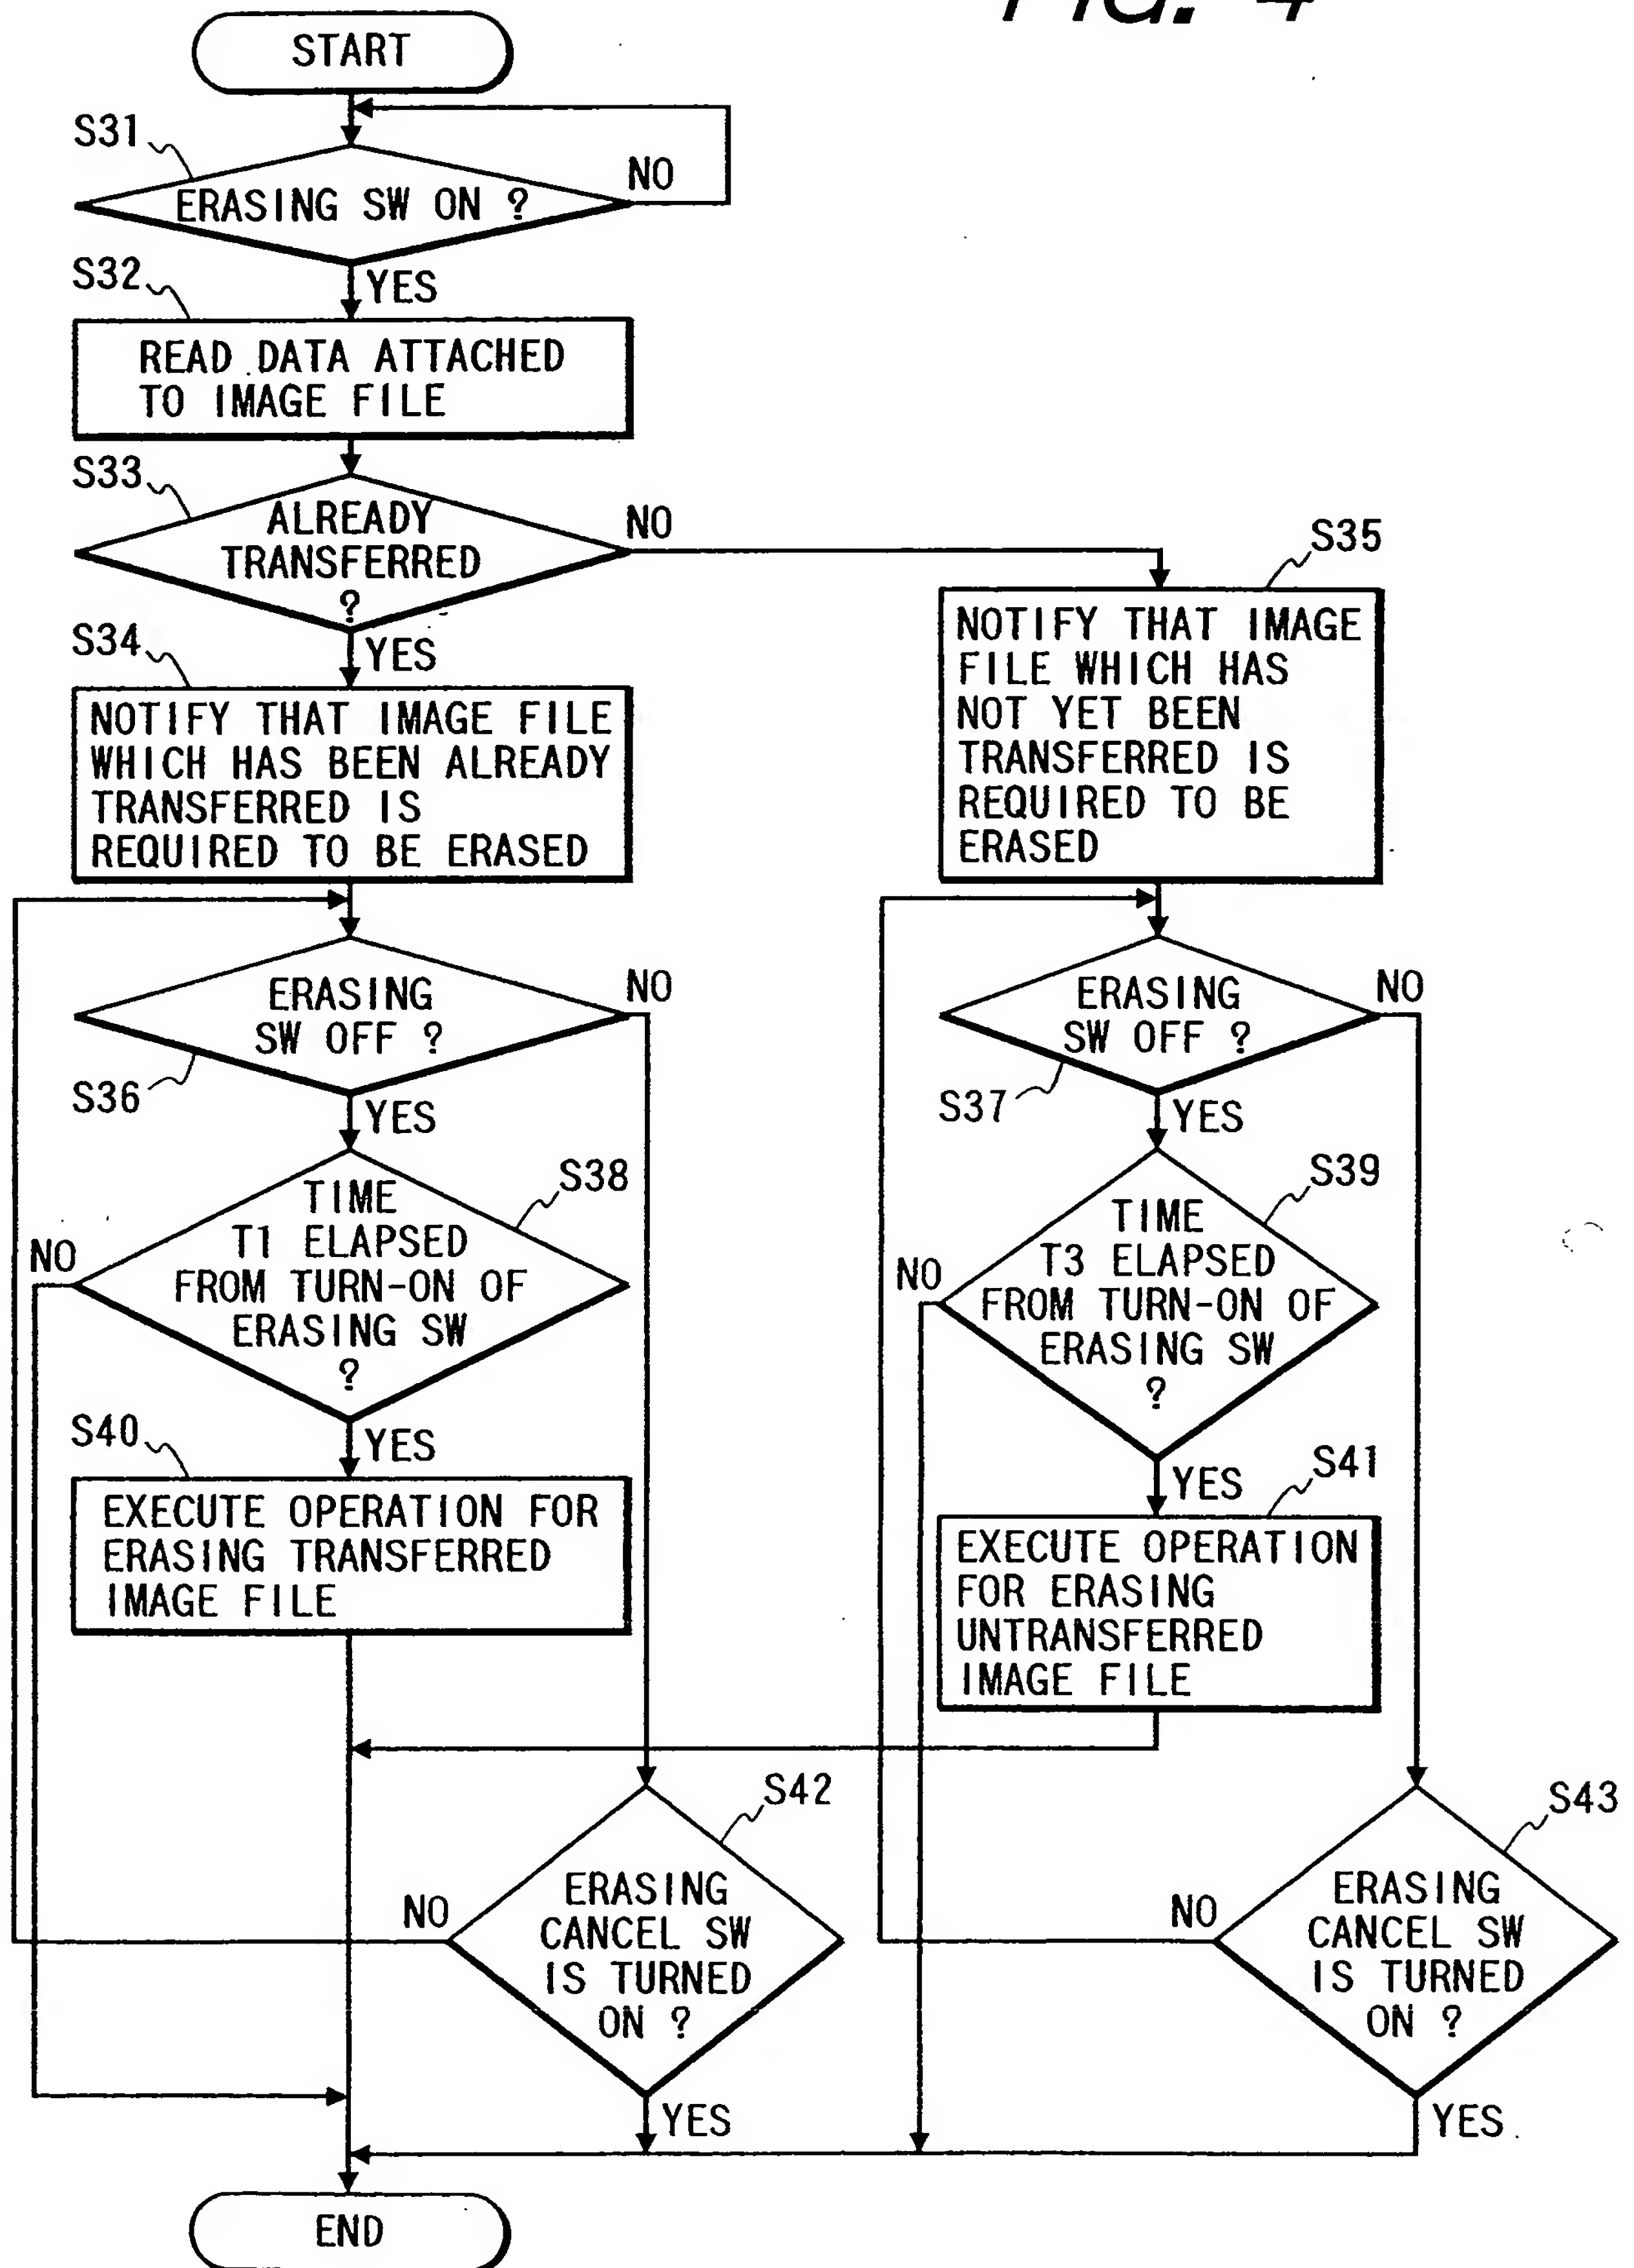 FIG. 4
START
S31
ERASING SW ON ?
NO
YES
S32
READ DATA ATTACHED
TO IMAGE FILE
S33
ALREADY
TRANSFERRED
?
NO
YES
S34
NOTIFY THAT IMAGE FILE
WHICH HAS BEEN ALREADY
TRANSFERRED IS
REQUIRED TO BE ERASED
S35
NOTIFY THAT IMAGE
FILE WHICH HAS
NOT YET BEEN
TRANSFERRED IS
REQUIRED TO BE
ERASED
ERASING
SW OFF ?
NO
S36
YES
ERASING
SW OFF ?
NO
S37
YES
S38
TIME
T1 ELAPSED
FROM TURN-ON OF
ERASING SW
?
NO
YES
S39
TIME
T3 ELAPSED
FROM TURN-ON OF
ERASING SW
?
NO
YES
S40
EXECUTE OPERATION FOR
ERASING TRANSFERRED
IMAGE FILE
S41
EXECUTE OPERATION
FOR ERASING
UNTRANSFERRED
IMAGE FILE
S42
ERASING
CANCEL SW
IS TURNED
ON ?
NO
YES
S43
ERASING
CANCEL SW
IS TURNED
ON ?
NO
YES
END